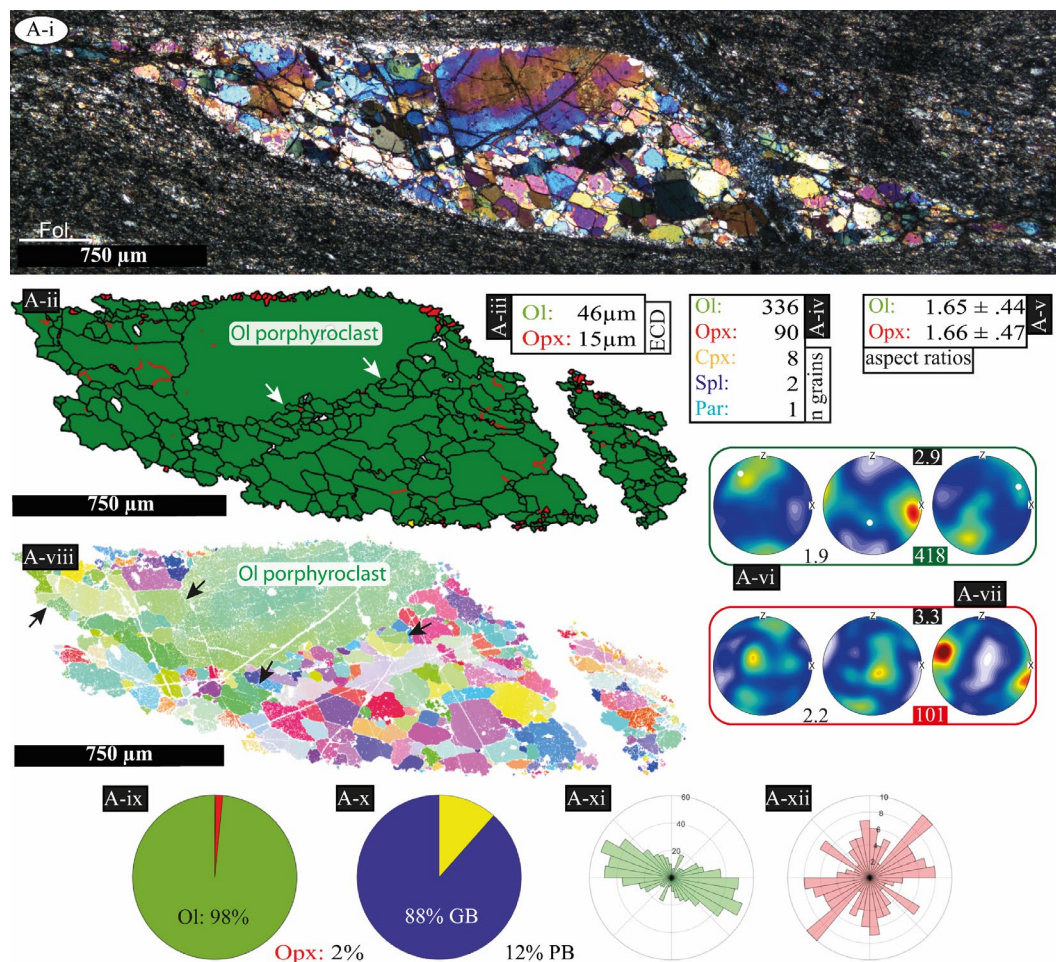 A-i
Fol.
750 µm
A-ii
Ol porphyroclast
750 µm
A-iii
Ol: 46µm
Opx: 15µm
ECD
A-iv
Ol: 336
Opx: 90
Cpx: 8
Spl: 2
Par: 1
n grains
A-v
Ol: 1.65 ± .44
Opx: 1.66 ± .47
aspect ratios
Z
Z
2.9
Z
X
X
X
1.9
418
A-vi
A-vii
Z
Z
3.3
Z
X
X
X
2.2
101
A-viii
Ol porphyroclast
750 µm
A-ix
Ol: 98%
Opx: 2%
A-x
88% GB
12% PB
A-xi
60
40
20
A-xii
10
8
6
4
2